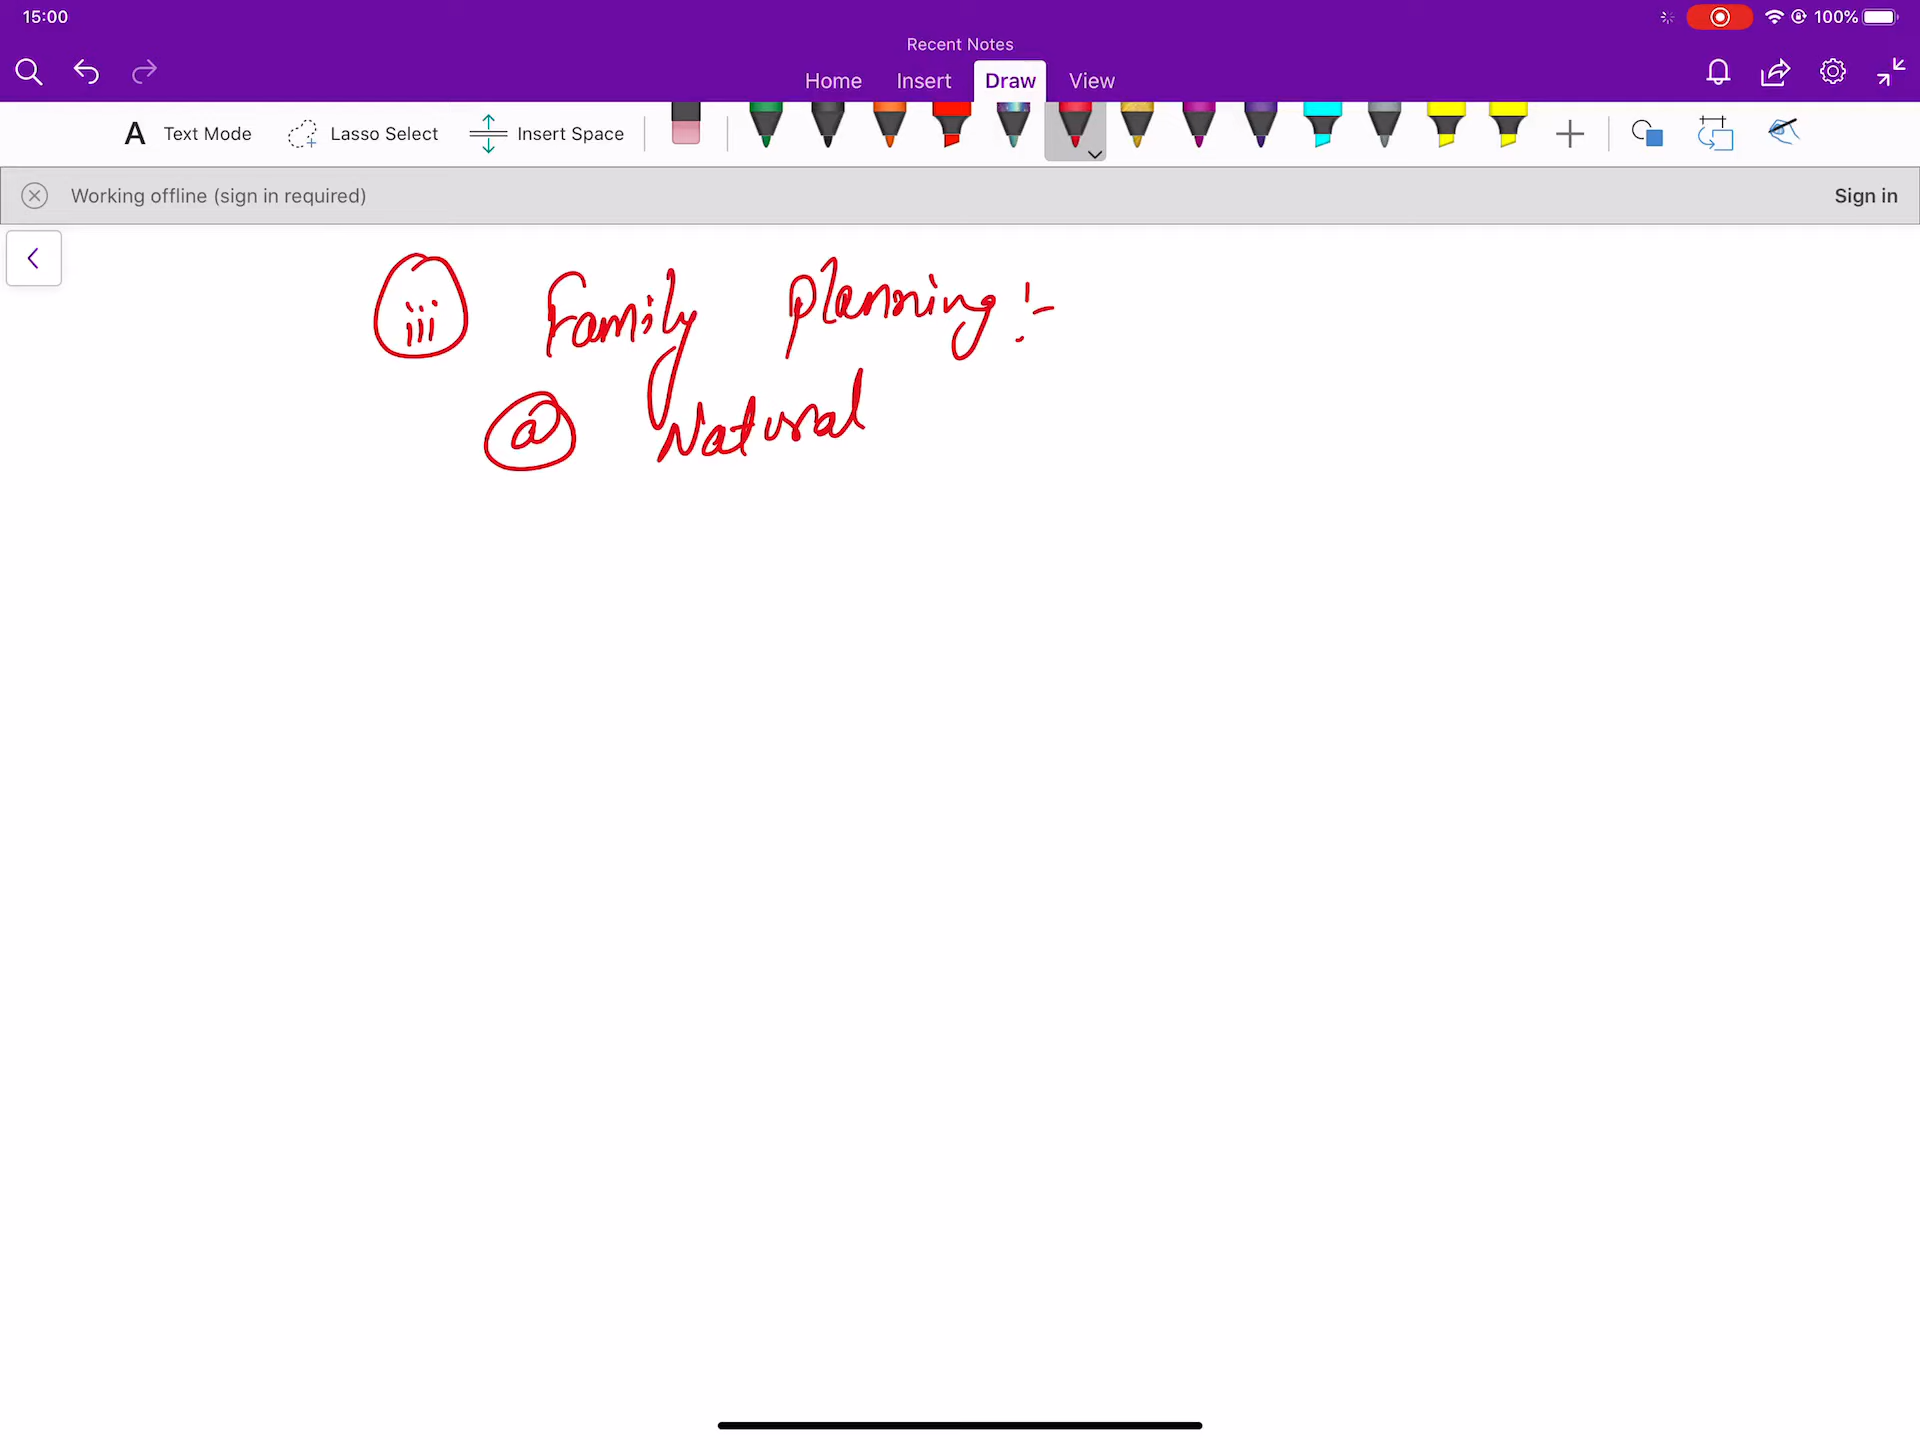 15:00
100%
Recent Notes
Home Insert Draw View
A Text Mode Lasso Select Insert Space
Working offline (sign in required) Sign in
iii Family Planning :-
a Natural